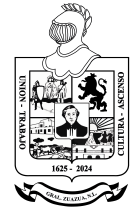 UNION - TRABAJO
CULTURA - ASCENSO
1625 - 2024
GRAL. ZUAZUA, N.L.